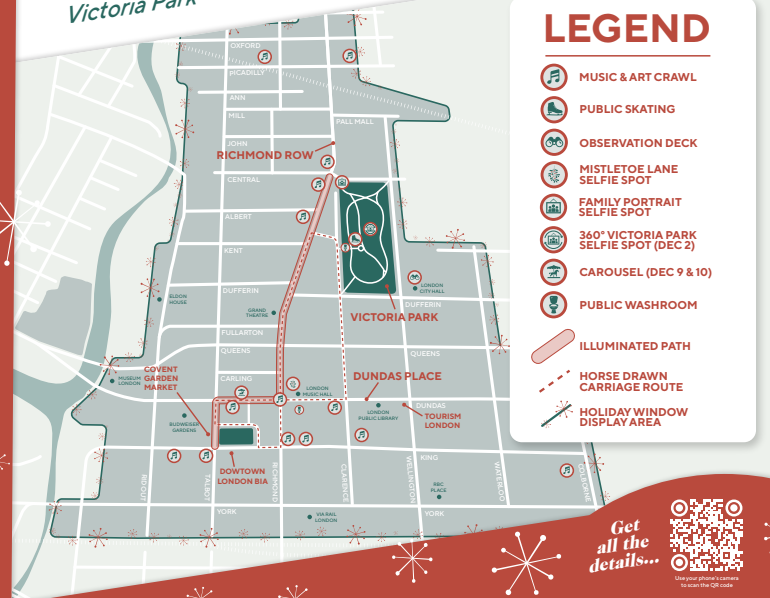 Victoria Park
OXFORD
PICADILLY
ANN
MILL
PALL MALL
JOHN
RICHMOND ROW
CENTRAL
ALBERT
KENT
LONDON
CITY HALL
DUFFERIN
ELDON
HOUSE
DUFFERIN
GRAND
THEATRE
VICTORIA PARK
FULLARTON
QUEENS
QUEENS
MUSEUM
LONDON
COVENT
GARDEN
MARKET
CARLING
DUNDAS PLACE
LONDON
MUSIC HALL
DUNDAS
LONDON
PUBLIC LIBRARY
TOURISM
LONDON
BUDWEISER
GARDENS
KING
DOWTOWN
LONDON BIA
RIDOUT
TALBOT
RICHMOND
CLARENCE
WELLINGTON
WATERLOO
COLBORNE
RBC
PLACE
YORK
VIA RAIL
LONDON
YORK
LEGEND
MUSIC & ART CRAWL
PUBLIC SKATING
OBSERVATION DECK
MISTLETOE LANE
SELFIE SPOT
FAMILY PORTRAIT
SELFIE SPOT
360° VICTORIA PARK
SELFIE SPOT (DEC 2)
CAROUSEL (DEC 9 & 10)
PUBLIC WASHROOM
ILLUMINATED PATH
HORSE DRAWN
CARRIAGE ROUTE
HOLIDAY WINDOW
DISPLAY AREA
Get
all the
details...
Use your phone's camera
to scan the QR code